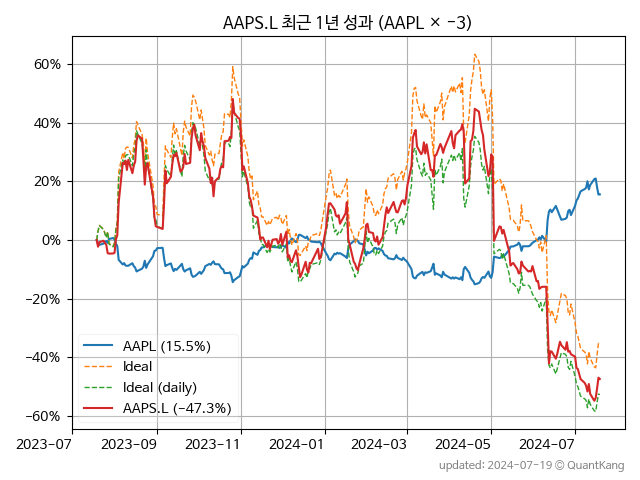 AAPS.L 최근 1년 성과 (AAPL × −3)
60%
40%
20%
0%
−20%
−40%
−60%
AAPL (15.5%)
Ideal
Ideal (daily)
AAPS.L (−47.3%)
2023-07
2023-09
2023-11
2024-01
2024-03
2024-05
2024-07
updated: 2024-07-19 © QuantKang